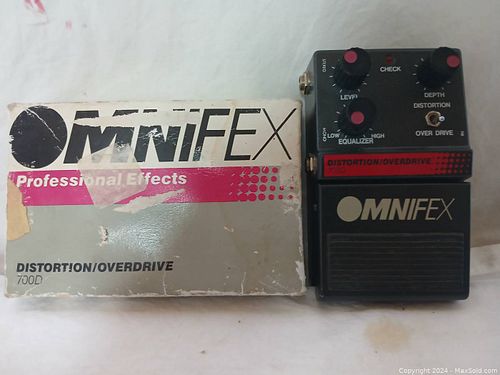 OMNIFEX
Professional Effects
DISTORTION/OVERDRIVE
700D
CHECK
LEVEL
DEPTH
DISTORTION
OVER DRIVE
LOW HIGH
EQUALIZER
DISTORTION/OVERDRIVE
700D
OMNIFEX
Copyright 2024 - MaxSold.com